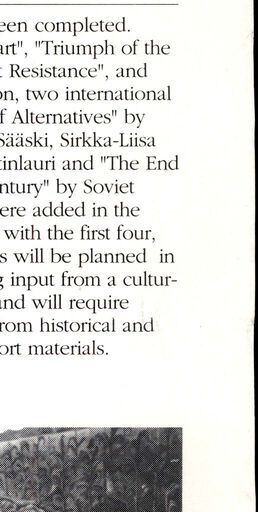 een completed.
art", "Triumph of the
t Resistance", and
on, two international
f Alternatives" by
Sääski, Sirkka-Liisa
tinlauri and "The End
ntury" by Soviet
ere added in the
with the first four,
s will be planned in
g input from a cultur-
and will require
rom historical and
ort materials.